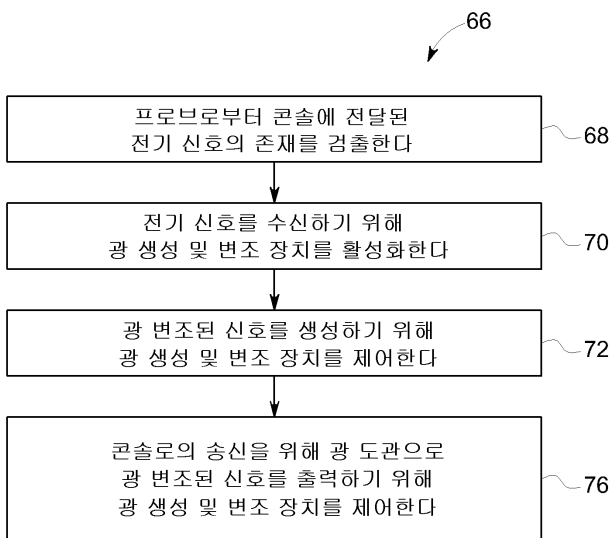 66
프로브로부터 콘솔에 전달된
전기 신호의 존재를 검출한다
68
전기 신호를 수신하기 위해
광 생성 및 변조 장치를 활성화한다
70
광 변조된 신호를 생성하기 위해
광 생성 및 변조 장치를 제어한다
72
콘솔로의 송신을 위해 광 도관으로
광 변조된 신호를 출력하기 위해
광 생성 및 변조 장치를 제어한다
76